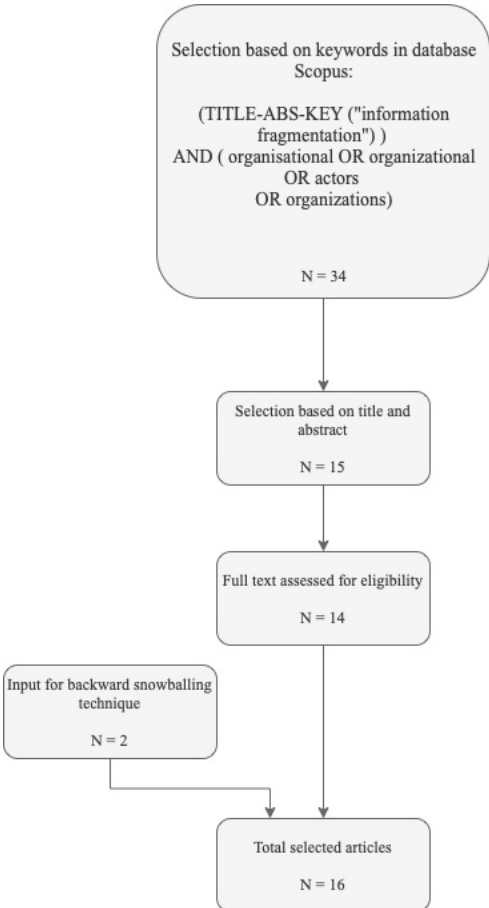 Selection based on keywords in database
Scopus:
(TITLE-ABS-KEY ("information
fragmentation") )
AND ( organisational OR organizational
OR actors
OR organizations)
N = 34
Selection based on title and
abstract
N = 15
Full text assessed for eligibility
N = 14
Input for backward snowballing
technique
N = 2
Total selected articles
N = 16